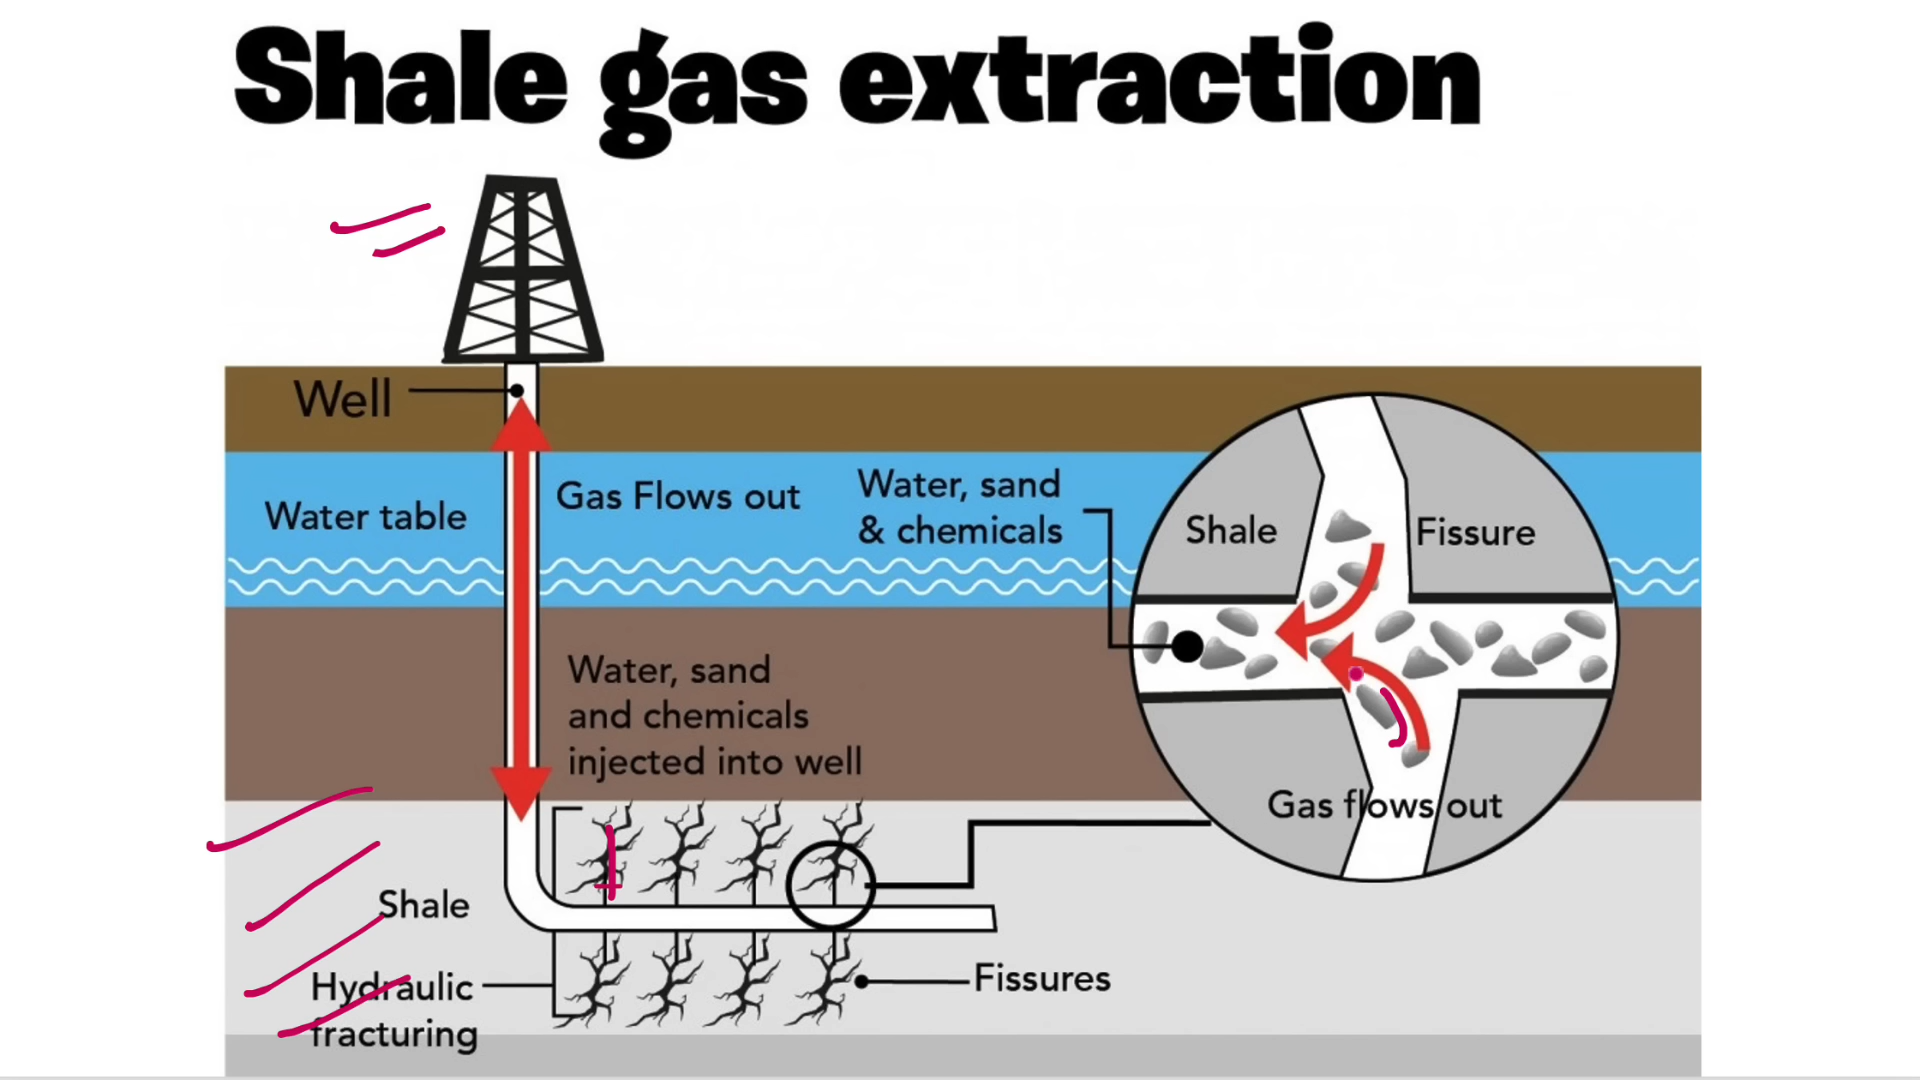 Shale gas extraction
Well
Water table
Gas Flows out
Water, sand
& chemicals
Shale
Fissure
Water, sand
and chemicals
injected into well
Gas flows out
Shale
Hydraulic
fracturing
Fissures